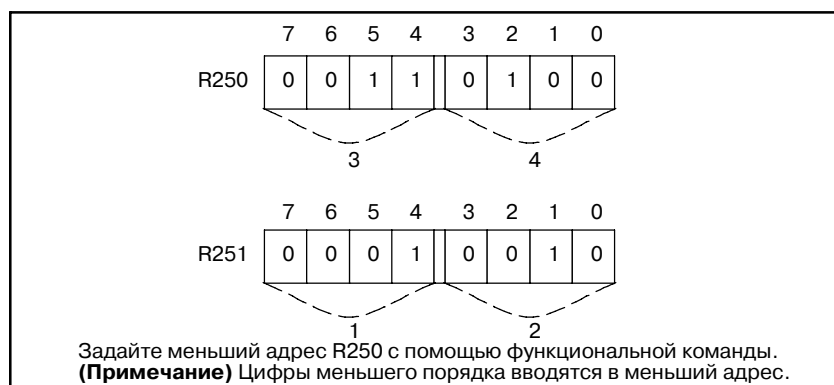 7 6 5 4 3 2 1 0
R250 0 0 1 1 0 1 0 0
3 4
7 6 5 4 3 2 1 0
R251 0 0 0 1 0 0 1 0
1 2
Задайте меньший адрес R250 с помощью функциональной команды.
(Примечание) Цифры меньшего порядка вводятся в меньший адрес.